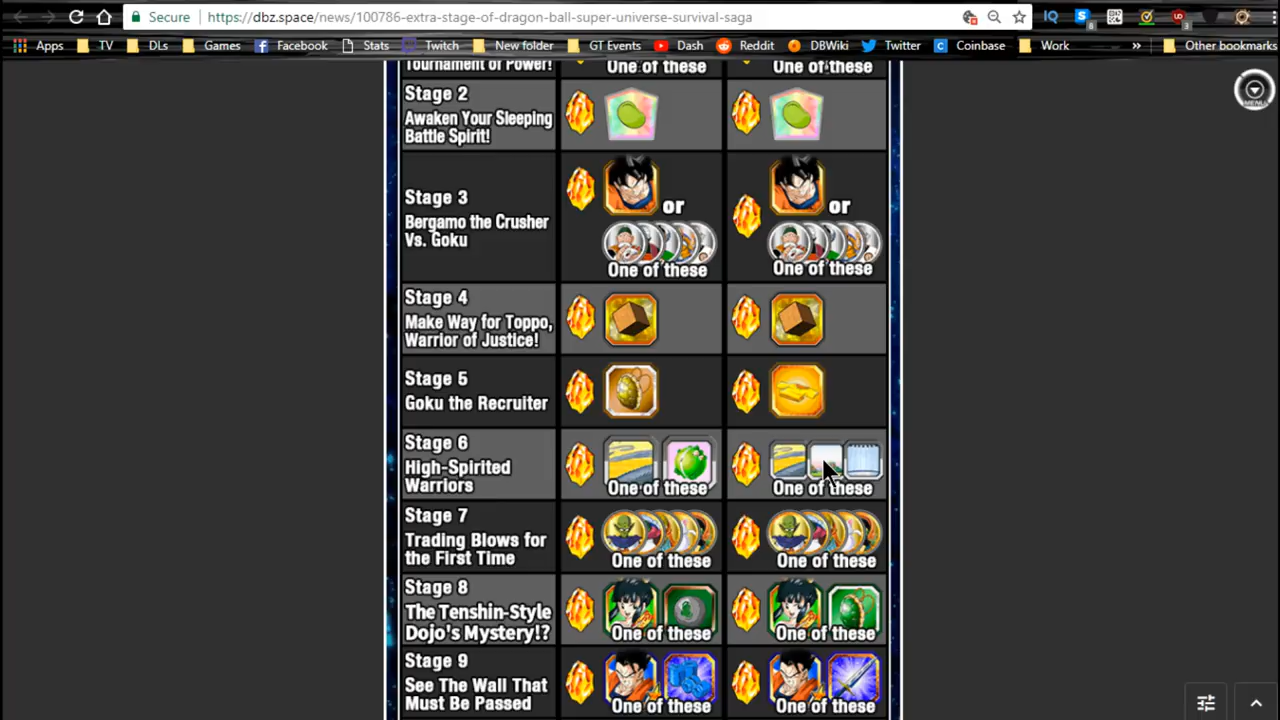 Secure | https://dbz.space/news/100786-extra-stage-of-dragon-ball-super-universe-survival-saga
IQ 8 3
Apps TV DLs Games Facebook Stats Twitch New folder GT Events Dash Reddit DBWiki Twitter Coinbase Work » Other bookmarks
Tournament of Power! One of these One of these
MENU
Stage 2
Awaken Your Sleeping
Battle Spirit!
Stage 3
Bergamo the Crusher
Vs. Goku
or or
One of these One of these
Stage 4
Make Way for Toppo,
Warrior of Justice!
Stage 5
Goku the Recruiter
Stage 6
High-Spirited
Warriors
One of these One of these
Stage 7
Trading Blows for
the First Time
One of these One of these
Stage 8
The Tenshin-Style
Dojo's Mystery!?
One of these One of these
Stage 9
See The Wall That
Must Be Passed
One of these One of these